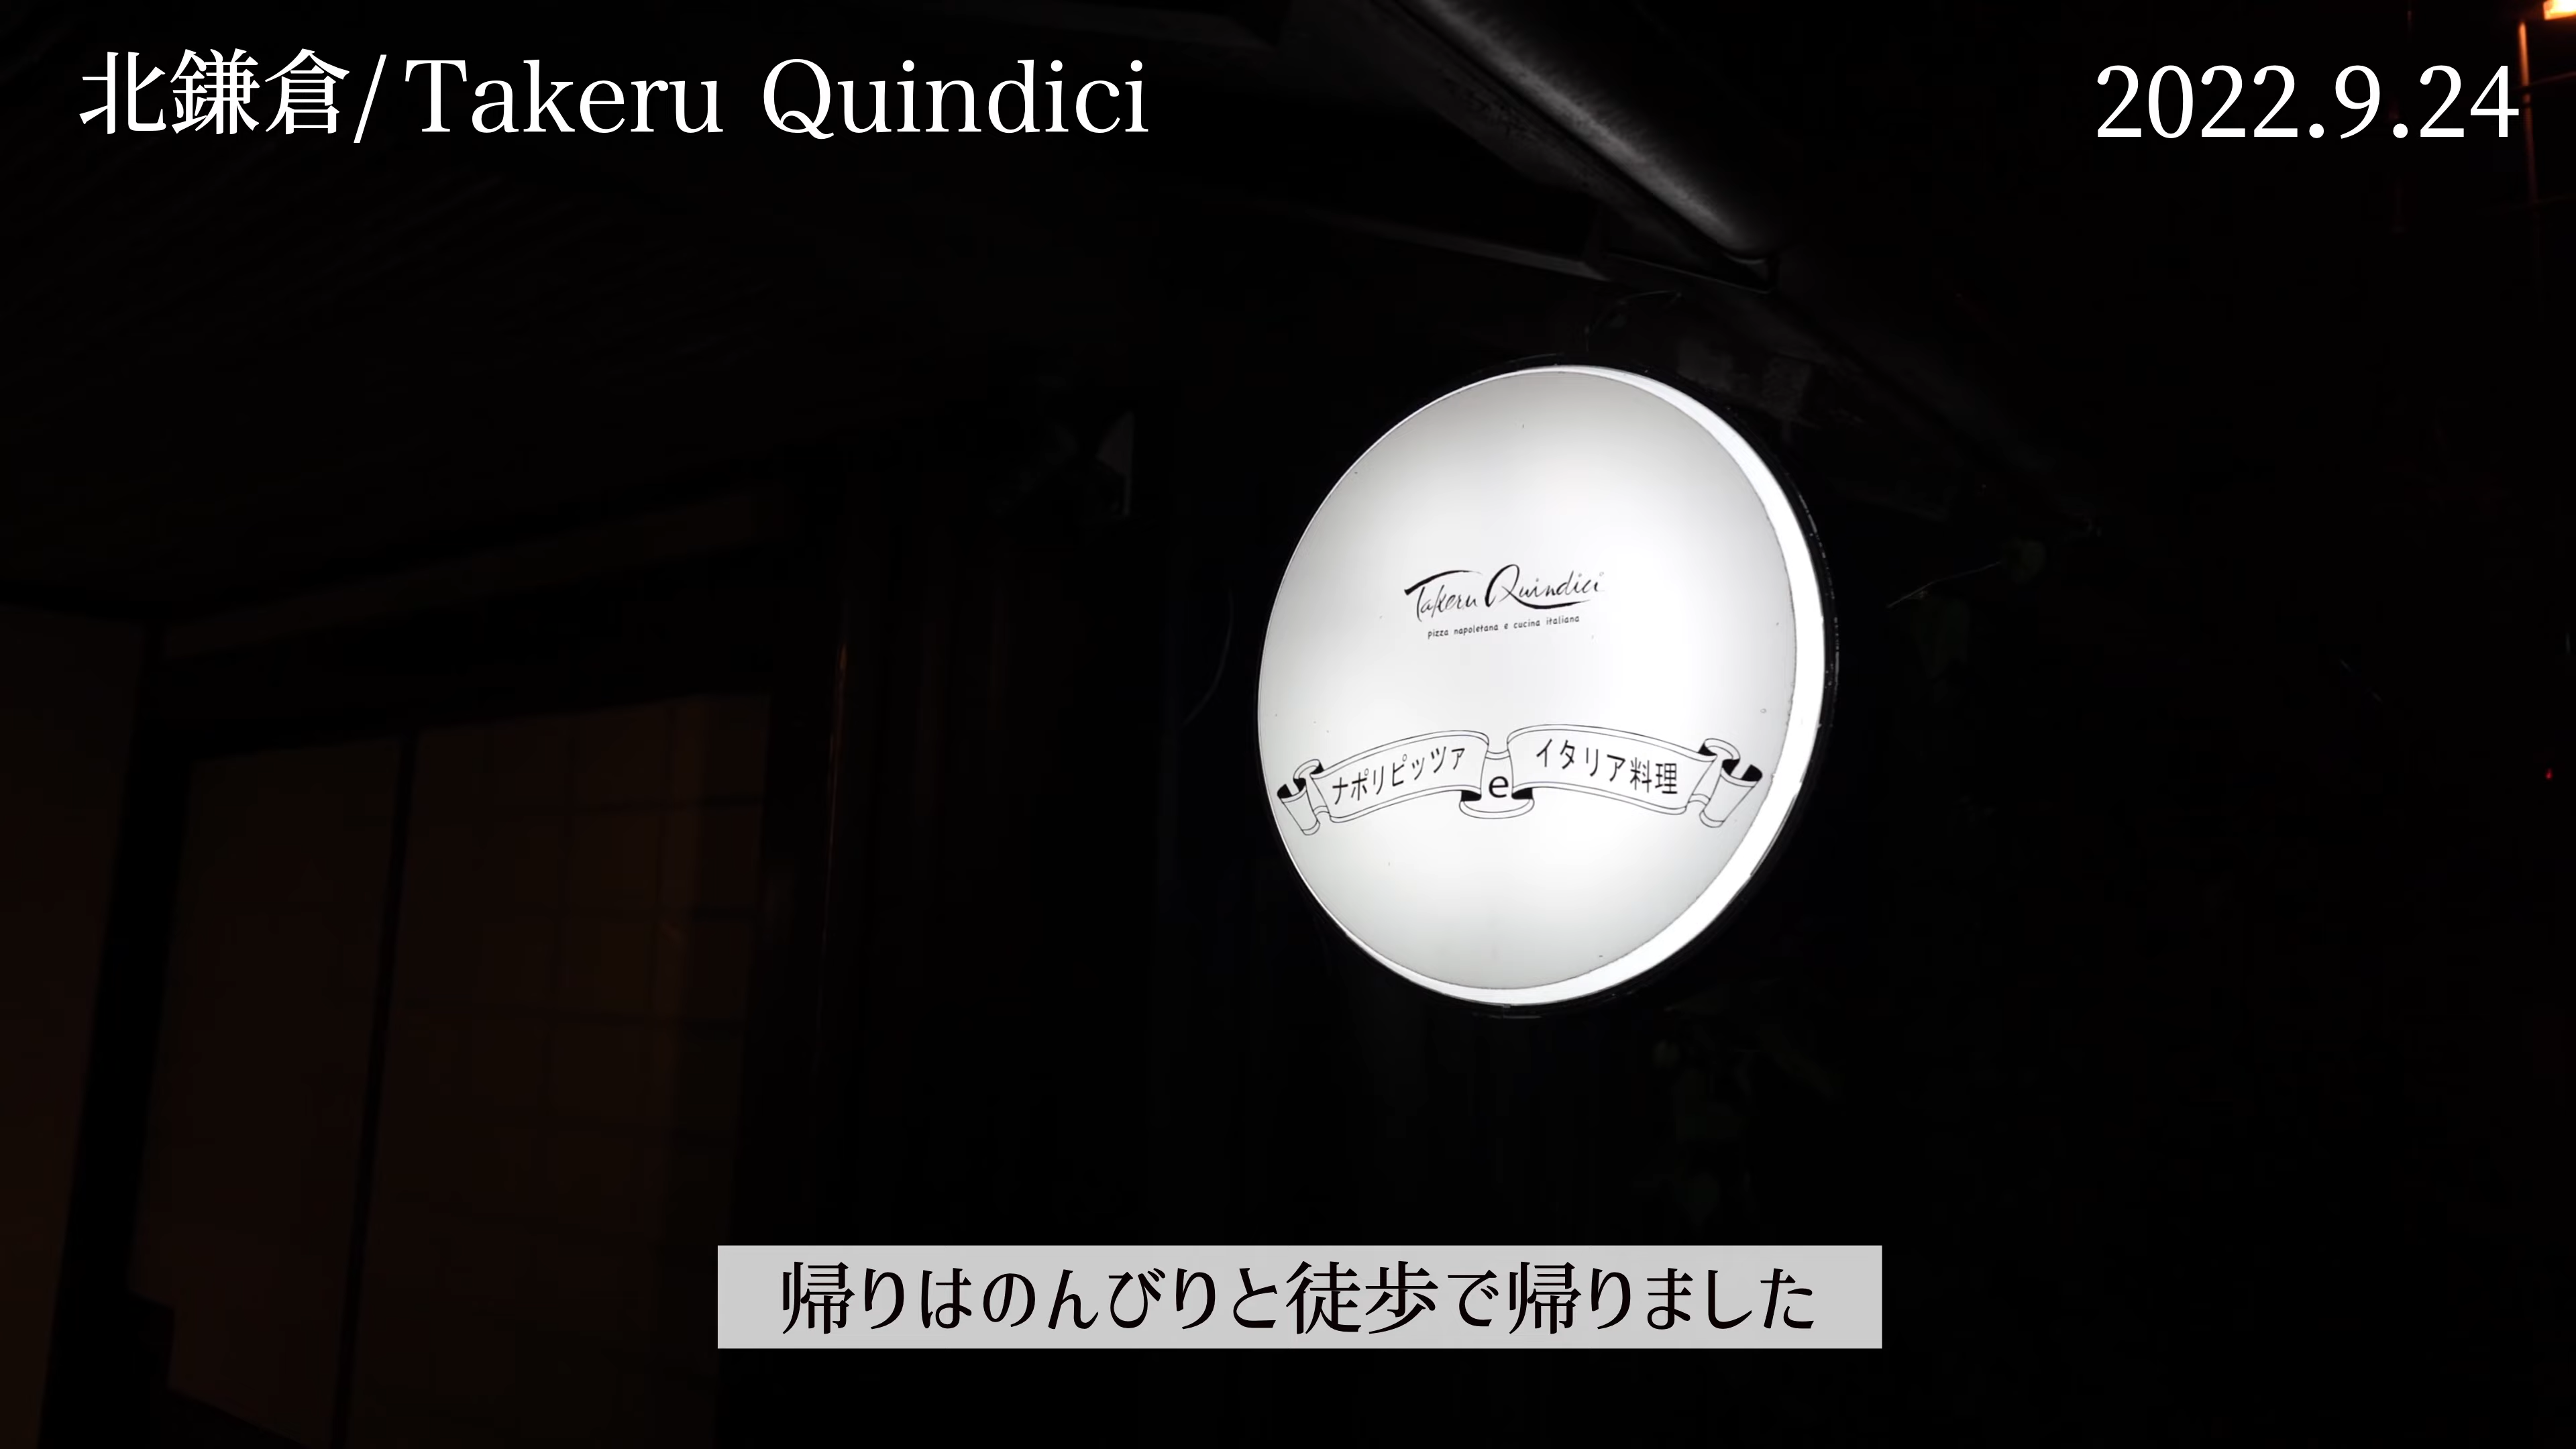 北鎌倉/Takeru Quindici
2022.9.24
Takeru Quindici
pizza napoletana e cucina italiana
ナポリピッツァ e イタリア料理
帰りはのんびりと徒歩で帰りました